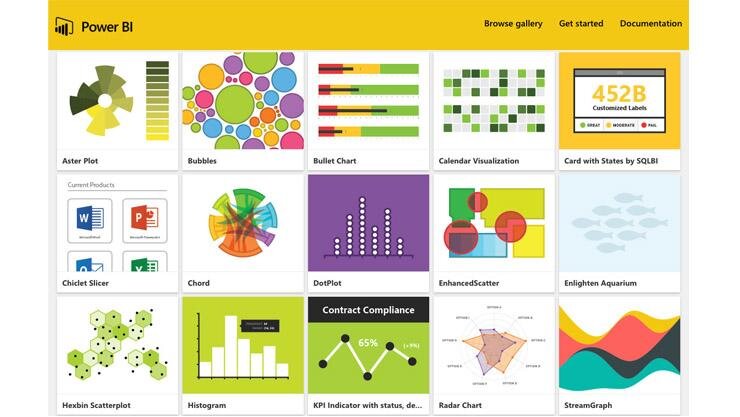 Power BI
Browse gallery Get started Documentation
452B
Customized Labels
GREAT MODERATE FAIL
Aster Plot
Bubbles
Bullet Chart
Calendar Visualization
Card with States by SQLBI
Current Products
Chiclet Slicer
Chord
DotPlot
EnhancedScatter
Enlighten Aquarium
Contract Compliance
65%
(+9%)
OPTION A
Hexbin Scatterplot
Histogram
KPI Indicator with status, de...
Radar Chart
StreamGraph